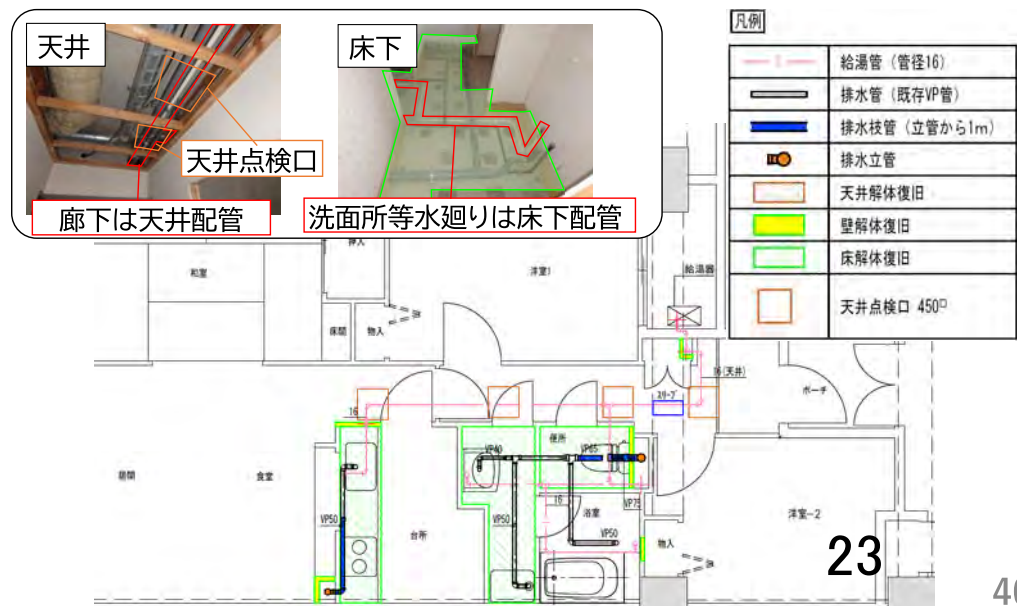 天井
天井点検口
廊下は天井配管
床下
洗面所等水廻りは床下配管
凡例
給湯管（管径16）
排水管（既存VP管）
排水枝管（立管から1m）
排水立管
天井解体復旧
壁解体復旧
床解体復旧
天井点検口 450□
和室
押入
洋室1
給湯器
床間
物入
16(天井)
ポーチ
スリーブ
16
便所
VP40
VP65
居間
食室
VP50
台所
VP50
16
浴室
VP75
VP50
物入
洋室-2
23
40